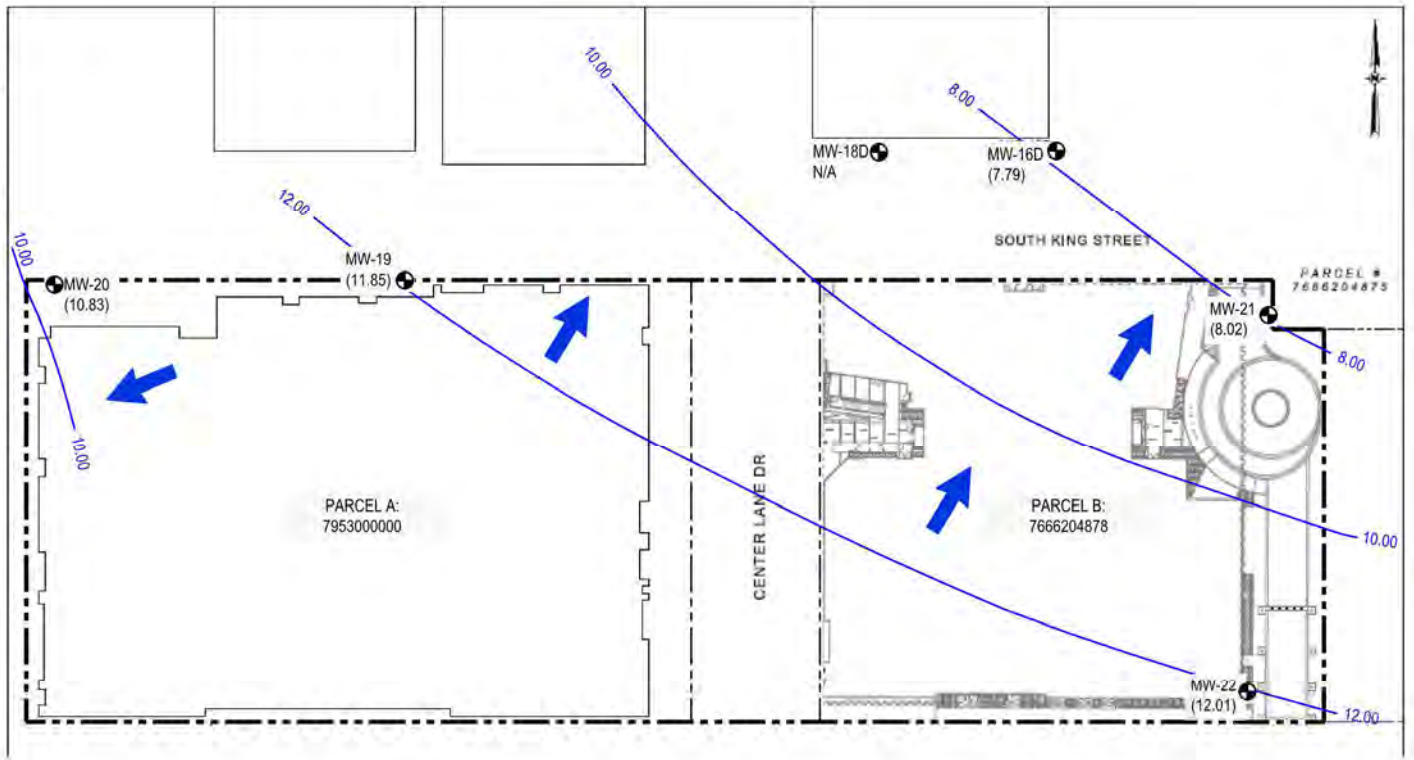 10.00
8.00
N
MW-18D
N/A
MW-16D
(7.79)
12.00
SOUTH KING STREET
10.00
MW-19
(11.85)
MW-20
(10.83)
PARCEL #
7666204875
MW-21
(8.02)
8.00
10.00
PARCEL A:
7953000000
CENTER LANE DR
PARCEL B:
7666204878
10.00
MW-22
(12.01)
12.00